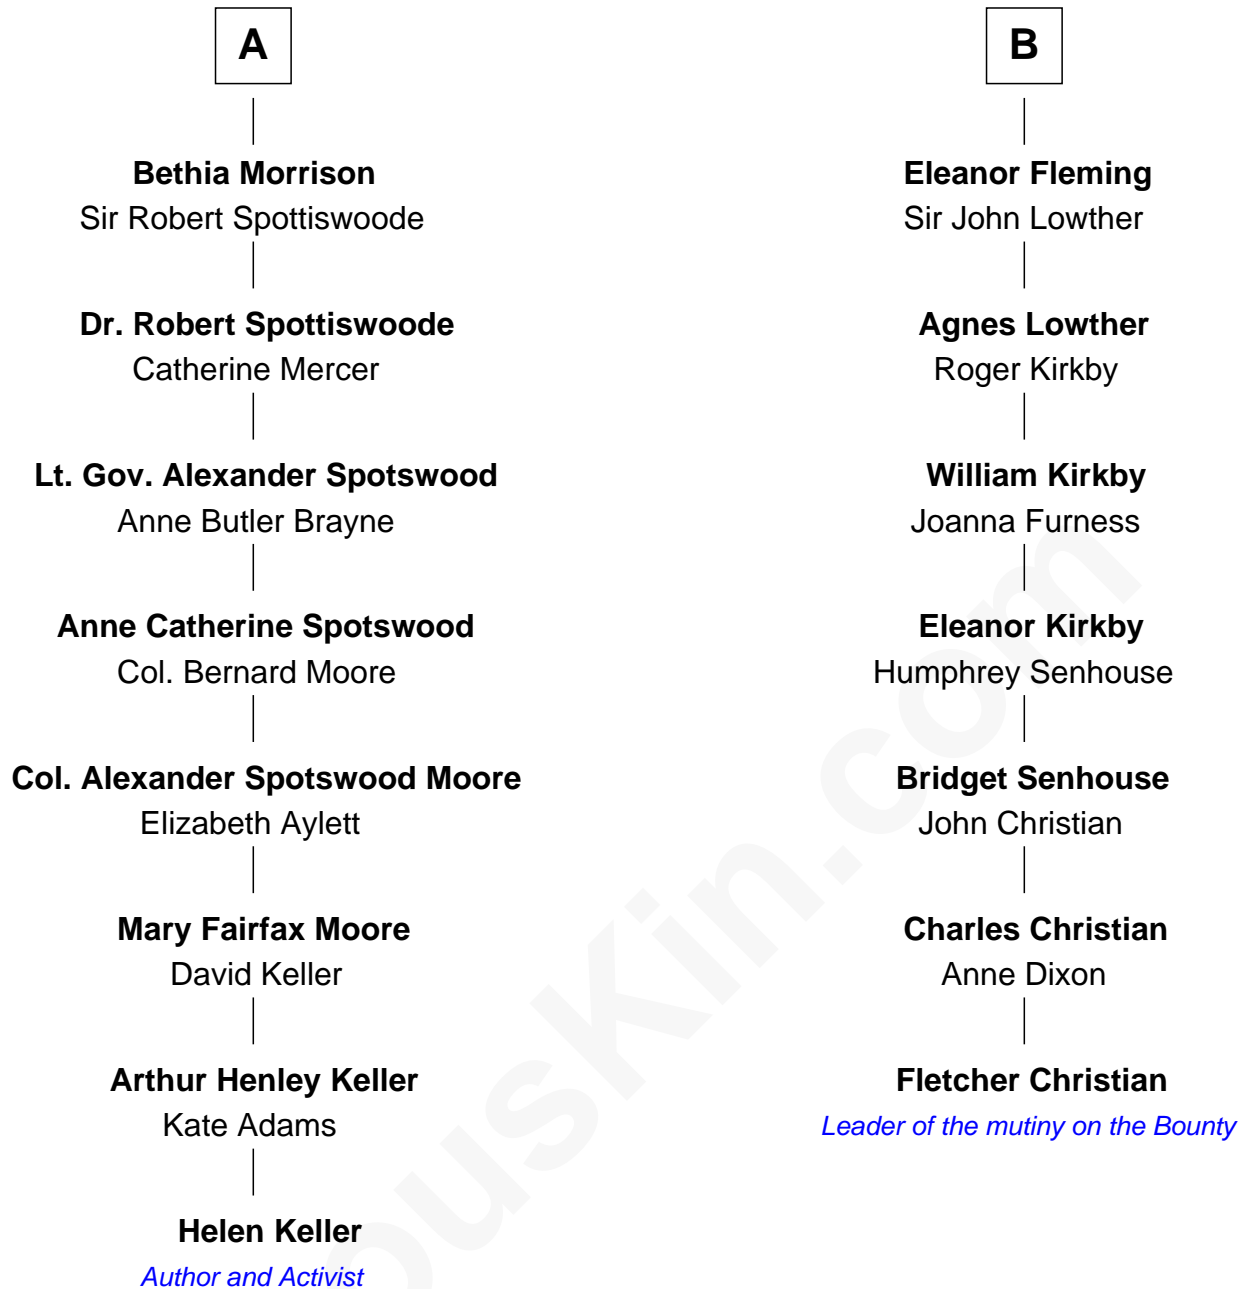 A
Bethia Morrison
Sir Robert Spottiswoode
Dr. Robert Spottiswoode
Catherine Mercer
Lt. Gov. Alexander Spotswood
Anne Butler Brayne
Anne Catherine Spotswood
Col. Bernard Moore
Col. Alexander Spotswood Moore
Elizabeth Aylett
Mary Fairfax Moore
David Keller
Arthur Henley Keller
Kate Adams
Helen Keller
Author and Activist
B
Eleanor Fleming
Sir John Lowther
Agnes Lowther
Roger Kirkby
William Kirkby
Joanna Furness
Eleanor Kirkby
Humphrey Senhouse
Bridget Senhouse
John Christian
Charles Christian
Anne Dixon
Fletcher Christian
Leader of the mutiny on the Bounty
ousKin.com